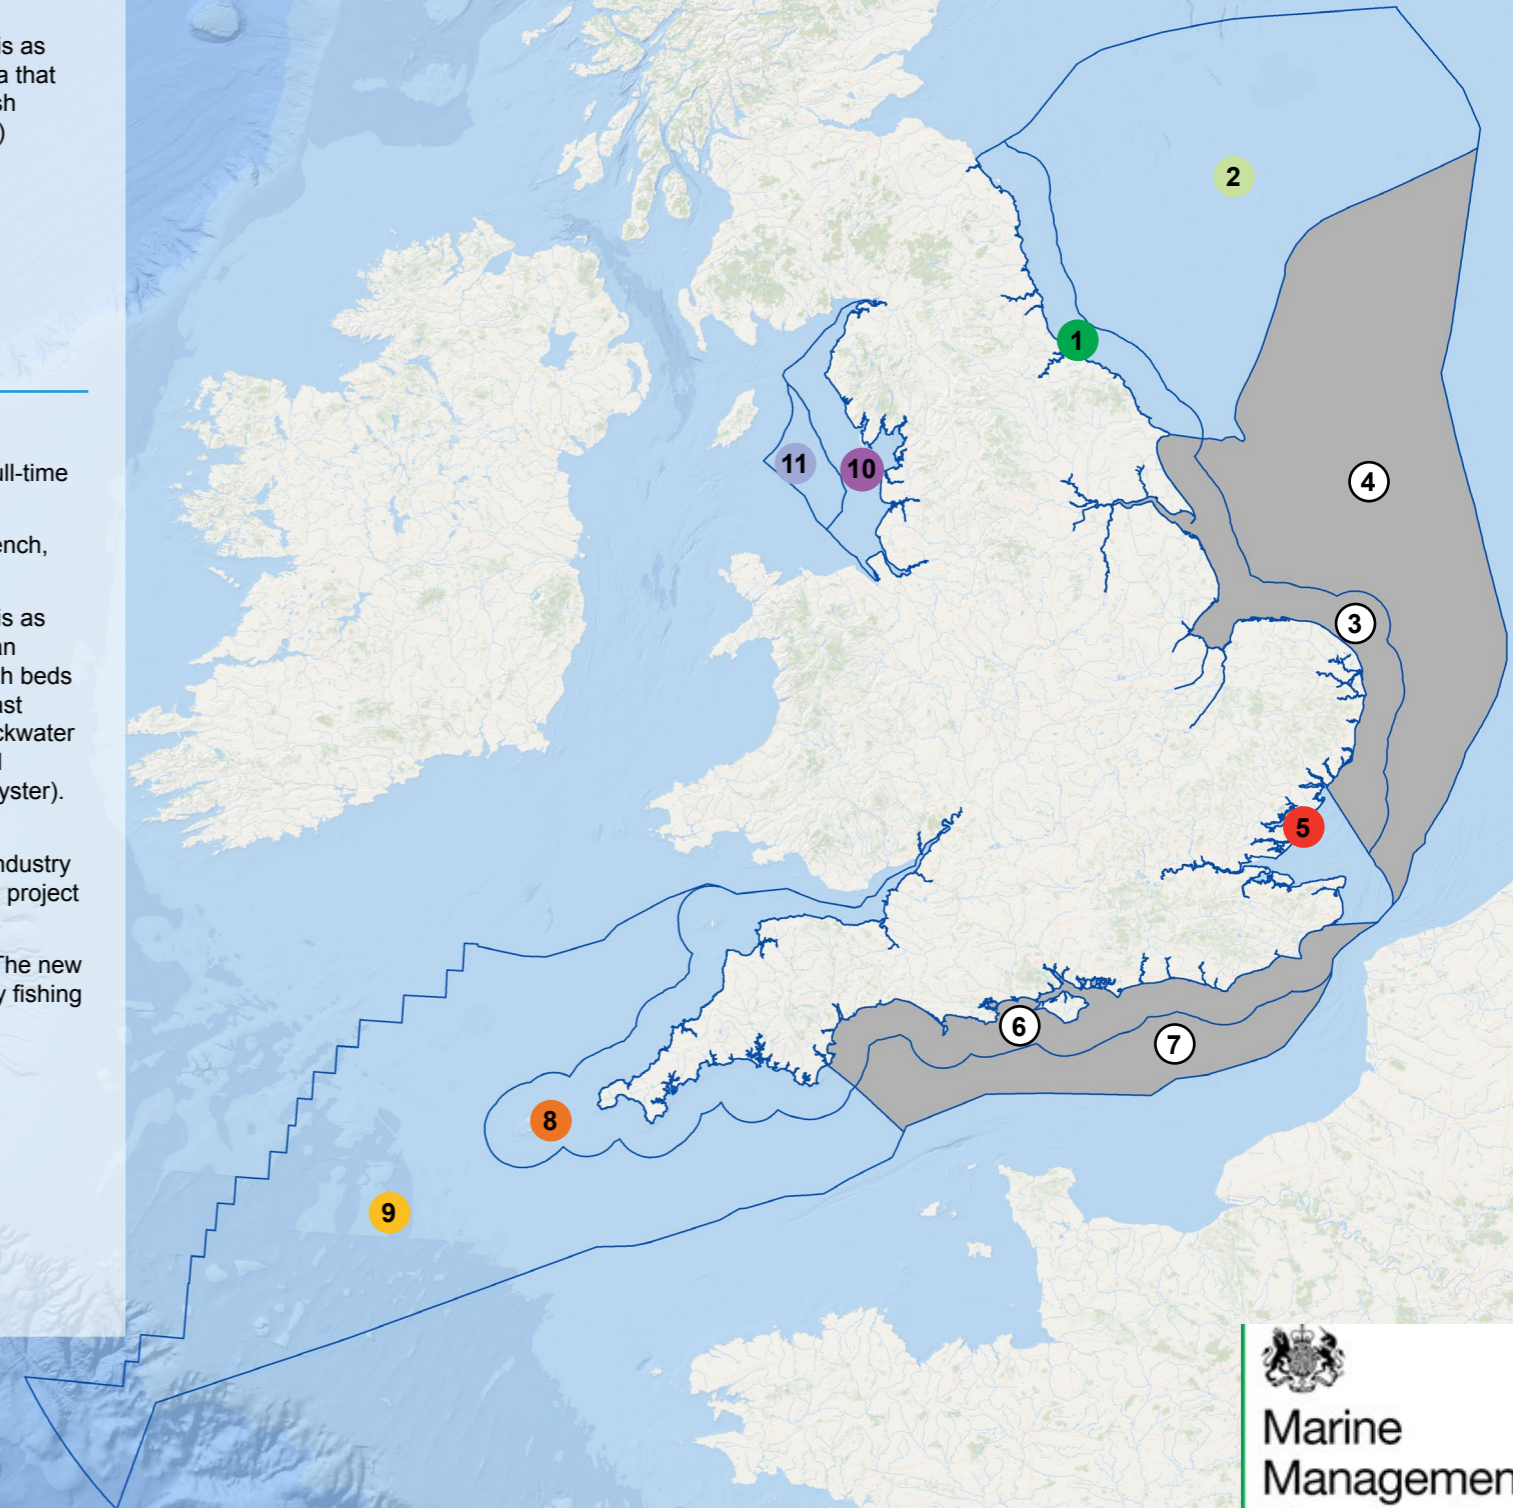 is as
a that
sh
)
ull-time
ench,
is as
an
h beds
ast
ckwater
l
yster).
ndustry
project
The new
y fishing
2
1
4
11
10
3
5
6
7
8
9
Marine
Managemen